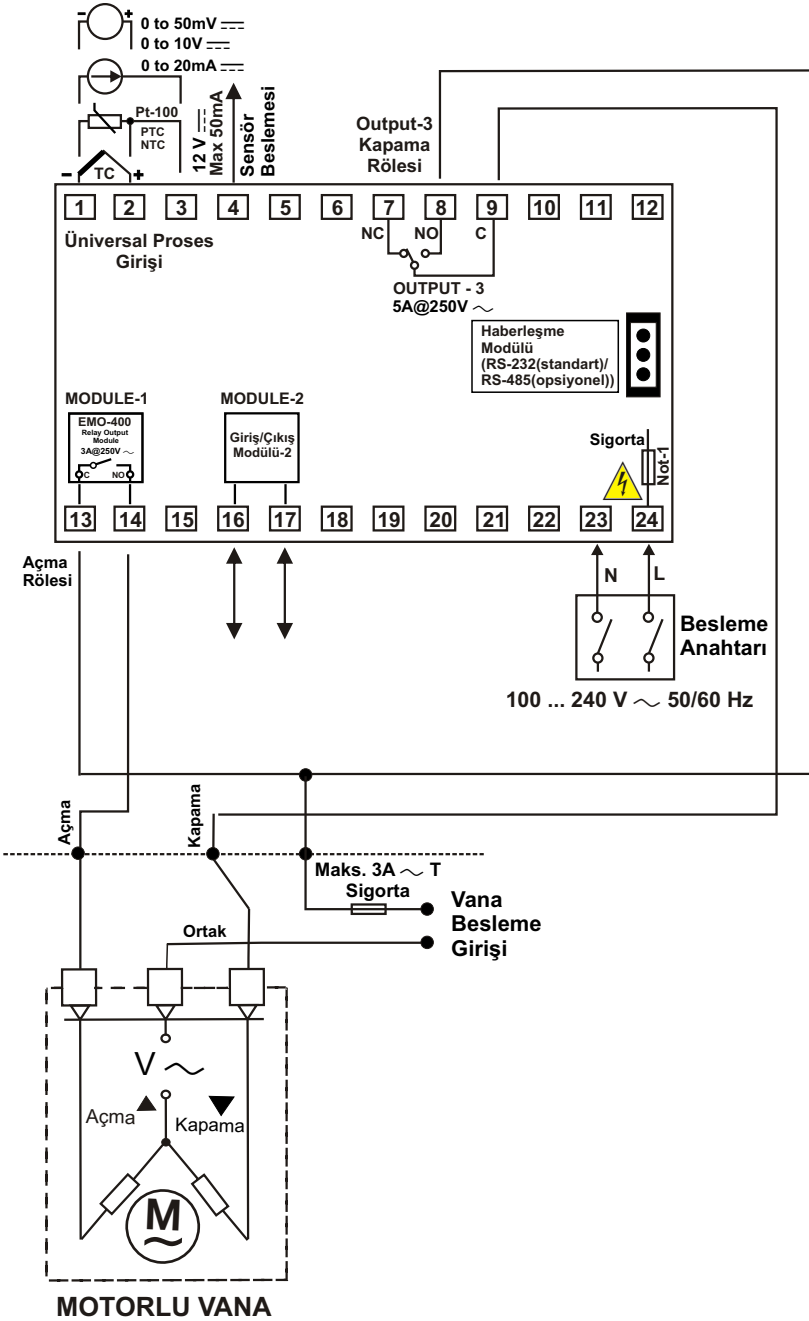 - +
0 to 50mV
0 to 10V
0 to 20mA
Pt-100
PTC
NTC
- TC +
12 V
Max 50mA
Sensör
Beslemesi
Output-3
Kapama
Rölesi
1 2 3 4 5 6 7 8 9 10 11 12
Üniversal Proses
Girişi
NC NO C
OUTPUT - 3
5A@250V ~
Haberleşme
Modülü
(RS-232(standart)/
RS-485(opsiyonel))
MODULE-1
EMO-400
Relay Output
Module
3A@250V ~
C NO
MODULE-2
Giriş/Çıkış
Modülü-2
Sigorta
Not-1
13 14 15 16 17 18 19 20 21 22 23 24
Açma
Rölesi
N L
Besleme
Anahtarı
100 ... 240 V ~ 50/60 Hz
Açma
Kapama
Maks. 3A ~ T
Sigorta
Vana
Besleme
Girişi
Ortak
V ~
Açma
Kapama
M
~
MOTORLU VANA